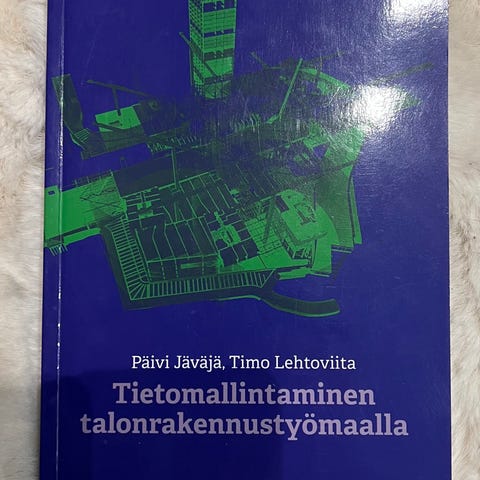 Päivi Jäväjä, Timo Lehtoviita
Tietomallintaminen
talonrakennustyömaalla